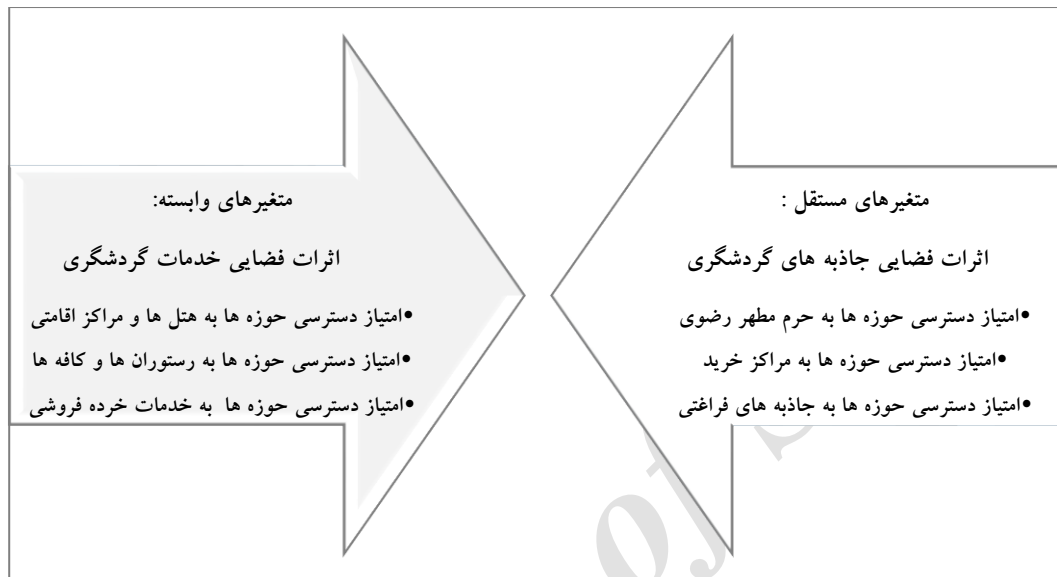 متغیرهای مستقل :
اثرات فضایی جاذبه های گردشگری
•امتیاز دسترسی حوزه ها به حرم مطهر رضوی
•امتیاز دسترسی حوزه ها به مراکز خرید
•امتیاز دسترسی حوزه ها به جاذبه های فراغتی
متغیرهای وابسته:
اثرات فضایی خدمات گردشگری
•امتیاز دسترسی حوزه ها به هتل ها و مراکز اقامتی
•امتیاز دسترسی حوزه ها به رستوران ها و کافه ها
•امتیاز دسترسی حوزه ها به خدمات خرده فروشی